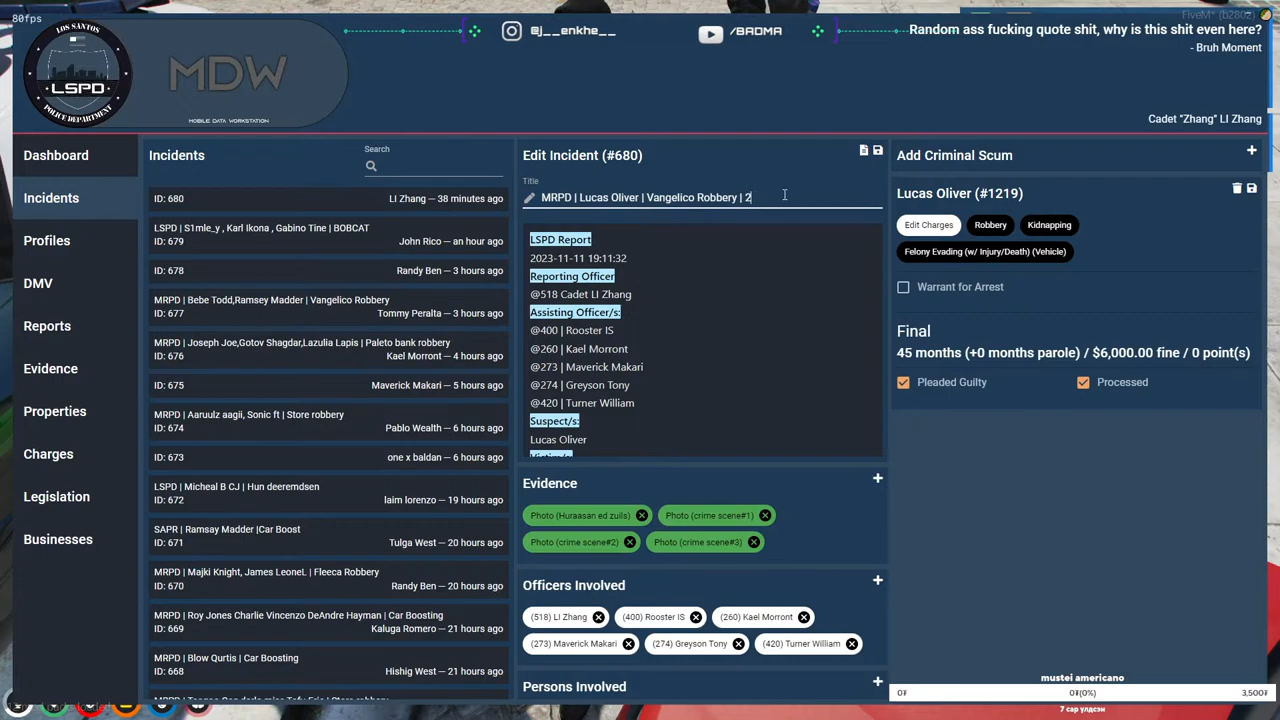 80fps
FiveM* (b2802)
@j__enkhe__
/BADMA
Random ass fucking quote shit, why is this shit even here?
- Bruh Moment
LOS SANTOS
LSPD
POLICE DEPARTMENT
MDW
MOBILE DATA WORKSTATION
Cadet "Zhang" LI Zhang
Dashboard
Incidents
Profiles
DMV
Reports
Evidence
Properties
Charges
Legislation
Businesses
Incidents
Search
ID: 680 LI Zhang — 38 minutes ago
LSPD | S1mle_y , Karl Ikona , Gabino Tine | BOBCAT
ID: 679 John Rico — an hour ago
ID: 678 Randy Ben — 3 hours ago
MRPD | Bebe Todd,Ramsey Madder | Vangelico Robbery
ID: 677 Tommy Peralta — 3 hours ago
MRPD | Joseph Joe,Gotov Shagdar,Lazulia Lapis | Paleto bank robbery
ID: 676 Kael Morront — 4 hours ago
ID: 675 Maverick Makari — 5 hours ago
MRPD | Aaruulz aagii, Sonic ft | Store robbery
ID: 674 Pablo Wealth — 6 hours ago
ID: 673 one x baldan — 6 hours ago
LSPD | Micheal B CJ | Hun deeremdsen
ID: 672 laim lorenzo — 19 hours ago
SAPR | Ramsay Madder |Car Boost
ID: 671 Tulga West — 20 hours ago
MRPD | Majki Knight, James LeoneL | Fleeca Robbery
ID: 670 Randy Ben — 20 hours ago
MRPD | Roy Jones Charlie Vincenzo DeAndre Hayman | Car Boosting
ID: 669 Kaluga Romero — 21 hours ago
MRPD | Blow Qurtis | Car Boosting
ID: 668 Hishig West — 21 hours ago
Edit Incident (#680)
Title
MRPD | Lucas Oliver | Vangelico Robbery | 2
LSPD Report
2023-11-11 19:11:32
Reporting Officer
@518 Cadet LI Zhang
Assisting Officer/s:
@400 | Rooster IS
@260 | Kael Morront
@273 | Maverick Makari
@274 | Greyson Tony
@420 | Turner William
Suspect/s:
Lucas Oliver
Evidence
Photo (Huraasan ed zuils)
Photo (crime scene#1)
Photo (crime scene#2)
Photo (crime scene#3)
Officers Involved
(518) LI Zhang
(400) Rooster IS
(260) Kael Morront
(273) Maverick Makari
(274) Greyson Tony
(420) Turner William
Persons Involved
Add Criminal Scum
Lucas Oliver (#1219)
Edit Charges
Robbery
Kidnapping
Felony Evading (w/ Injury/Death) (Vehicle)
Warrant for Arrest
Final
45 months (+0 months parole) / $6,000.00 fine / 0 point(s)
Pleaded Guilty
Processed
mustei americano
0₮ 0₮(0%) 3,500₮
7 сар үлдсэн